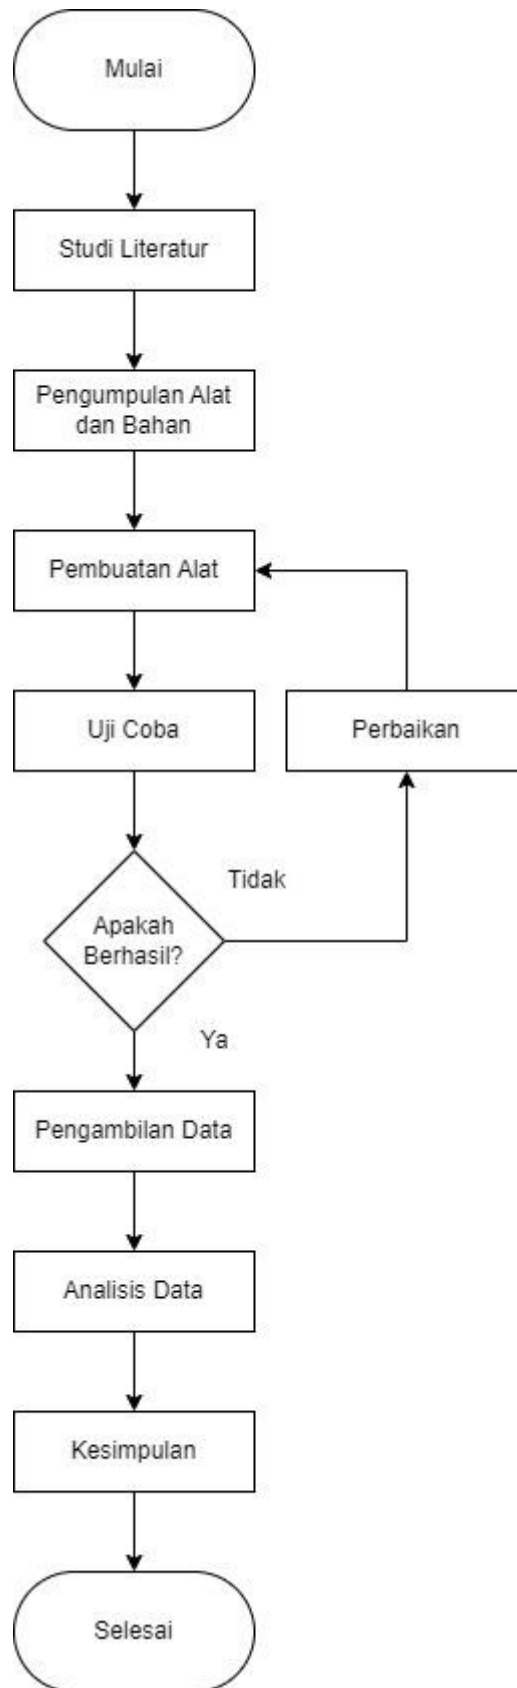 Mulai
Studi Literatur
Pengumpulan Alat
dan Bahan
Pembuatan Alat
Uji Coba
Perbaikan
Tidak
Apakah
Berhasil?
Ya
Pengambilan Data
Analisis Data
Kesimpulan
Selesai